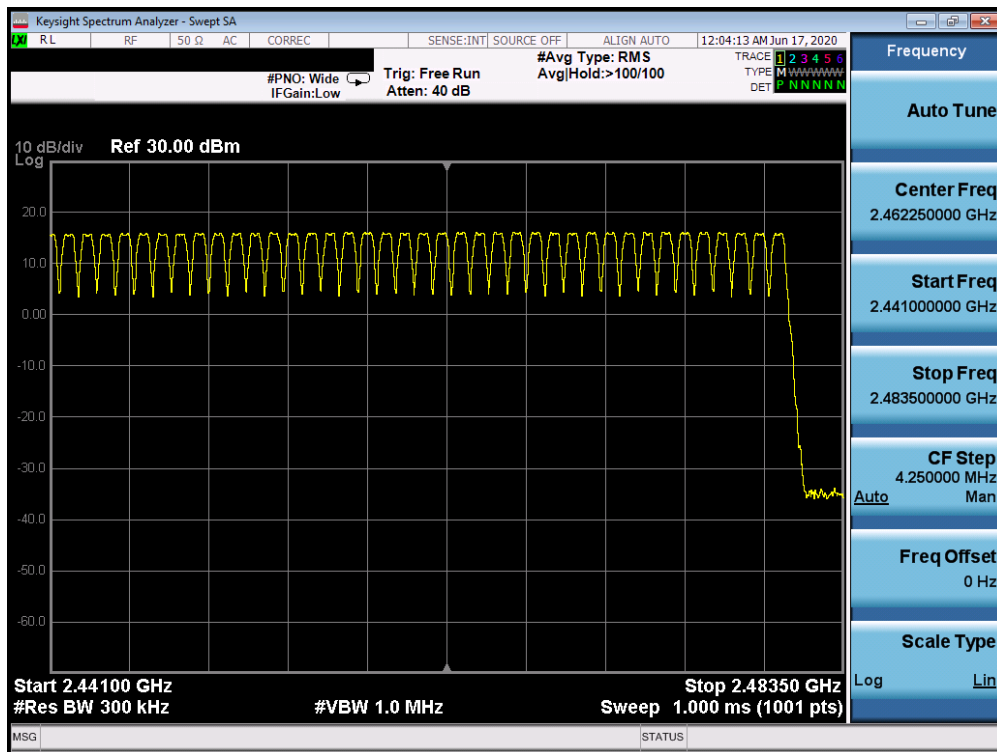 Keysight Spectrum Analyzer - Swept SA
LXI RL RF 50 Ω AC CORREC SENSE:INT SOURCE OFF ALIGN AUTO 12:04:13 AM Jun 17, 2020
#PNO: Wide
IFGain:Low
Trig: Free Run
Atten: 40 dB
#Avg Type: RMS
Avg|Hold:>100/100
TRACE 1 2 3 4 5 6
TYPE M WWWWW
DET P N N N N N
10 dB/div Ref 30.00 dBm
Log
20.0
10.0
0.00
-10.0
-20.0
-30.0
-40.0
-50.0
-60.0
Start 2.44100 GHz Stop 2.48350 GHz
#Res BW 300 kHz #VBW 1.0 MHz Sweep 1.000 ms (1001 pts)
MSG STATUS
Frequency
Auto Tune
Center Freq
2.462250000 GHz
Start Freq
2.441000000 GHz
Stop Freq
2.483500000 GHz
CF Step
4.250000 MHz
Auto Man
Freq Offset
0 Hz
Scale Type
Log Lin